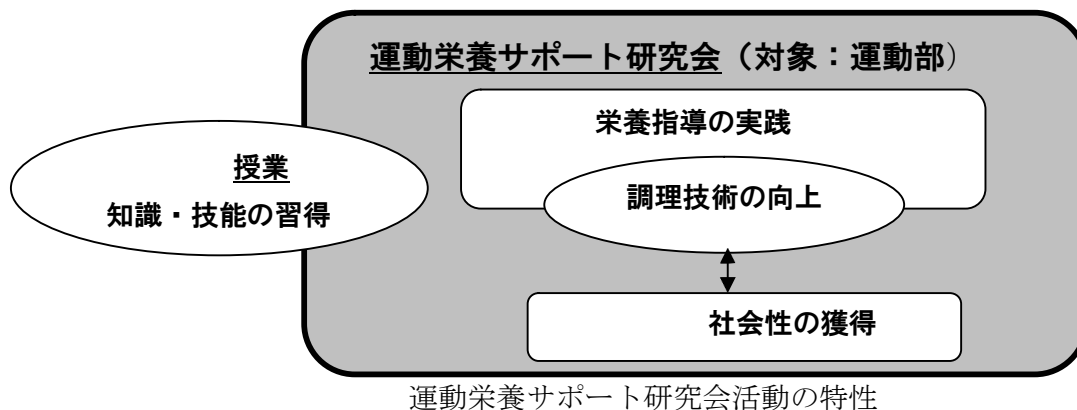 運動栄養サポート研究会（対象：運動部）
栄養指導の実践
授業
調理技術の向上
知識・技能の習得
社会性の獲得
運動栄養サポート研究会活動の特性